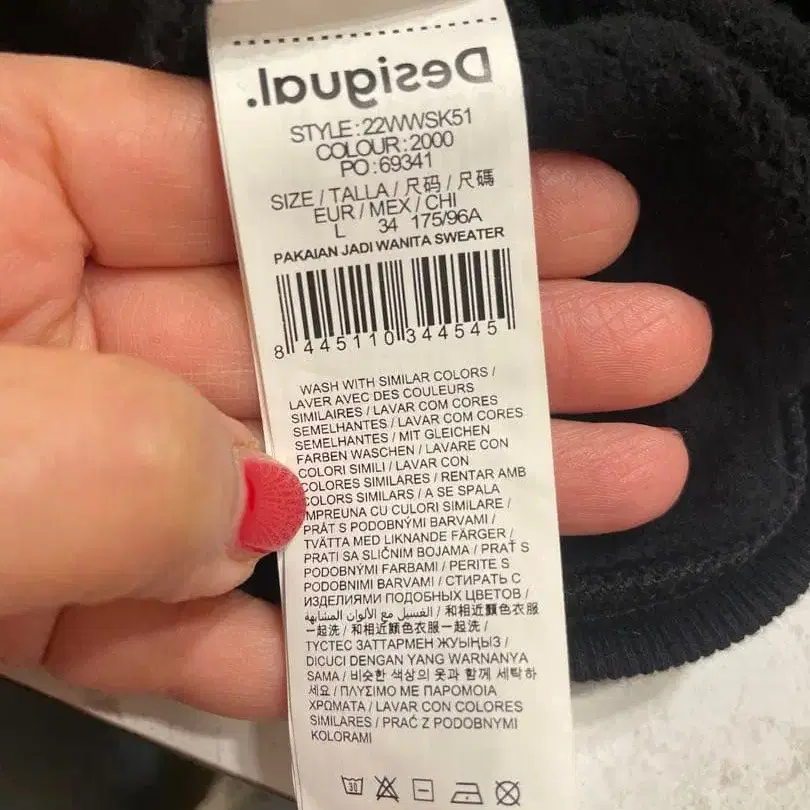 Desigual.
STYLE:22WWSK51
COLOUR:2000
PO:69341
SIZE / TALLA / 尺码 / 尺碼
EUR / MEX / CHI
L 34 175/96A
PAKAIAN JADI WANITA SWEATER
8 445110 344545
WASH WITH SIMILAR COLORS /
LAVER AVEC DES COULEURS
SIMILAIRES / LAVAR COM CORES
SEMELHANTES / LAVAR COM CORES
SEMELHANTES / MIT GLEICHEN
FARBEN WASCHEN / LAVARE CON
COLORI SIMILI / LAVAR CON
COLORES SIMILARES / RENTAR AMB
COLORS SIMILARS / A SE SPALA
MPREUNA CU CULORI SIMILARE /
PRÁT S PODOBNÝMI BARVAMI /
TVÄTTA MED LIKNANDE FÄRGER /
PRATI SA SLIČNIM BOJAMA / PRAŤ S
PODOBNÝMI FARBAMI / PERITE S
PODOBNIMI BARVAMI / СТИРАТЬ С
ИЗДЕЛИЯМИ ПОДОБНЫХ ЦВЕТОВ /
الغسيل مع الألوان المشابهة / 和相近顏色衣服
一起洗 / 和相近顏色衣服一起洗 /
ТҮСТЕС ЗАТТАРМЕН ЖУЫҢЫЗ /
DICUCI DENGAN YANG WARNANYA
SAMA / 비슷한 색상의 옷과 함께 세탁하
세요 / ΠΛΥΣΙΜΟ ΜΕ ΠΑΡΟΜΟΙΑ
ΧΡΩΜΑΤΑ / LAVAR CON COLORES
SIMILARES / PRAĆ Z PODOBNYMI
KOLORAMI
30